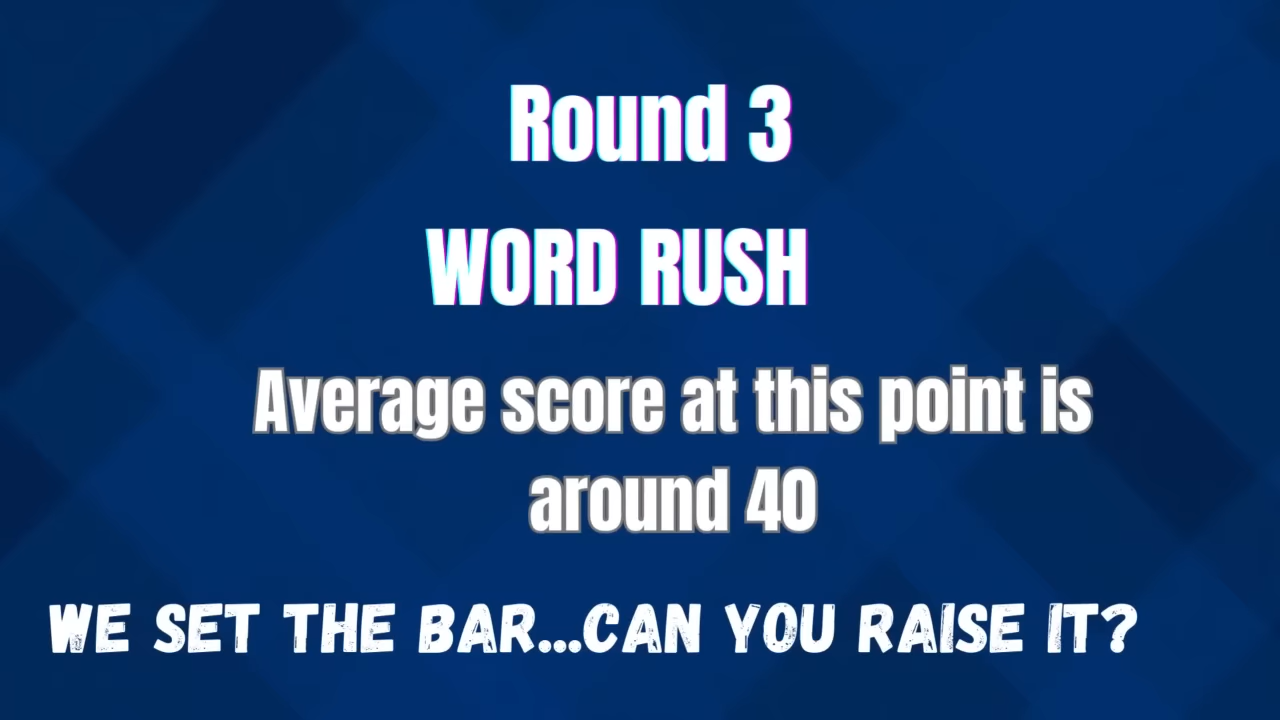 Round 3
WORD RUSH
Average score at this point is
around 40
WE SET THE BAR...CAN YOU RAISE IT?